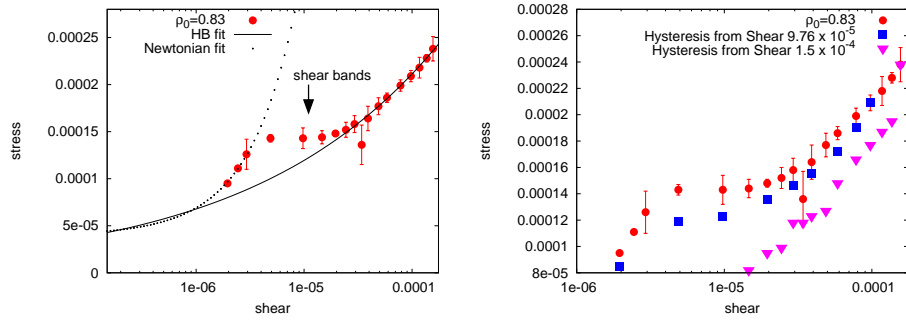 ρ₀=0.83
HB fit
Newtonian fit
shear bands
stress
0.00025
0.0002
0.00015
0.0001
5e-05
0
1e-06
1e-05
0.0001
shear
ρ₀=0.83
Hysteresis from Shear 9.76 x 10⁻⁵
Hysteresis from Shear 1.5 x 10⁻⁴
stress
0.00026
0.00024
0.00022
0.0002
0.00018
0.00016
0.00014
0.00012
0.0001
8e-05
1e-06
1e-05
0.0001
shear